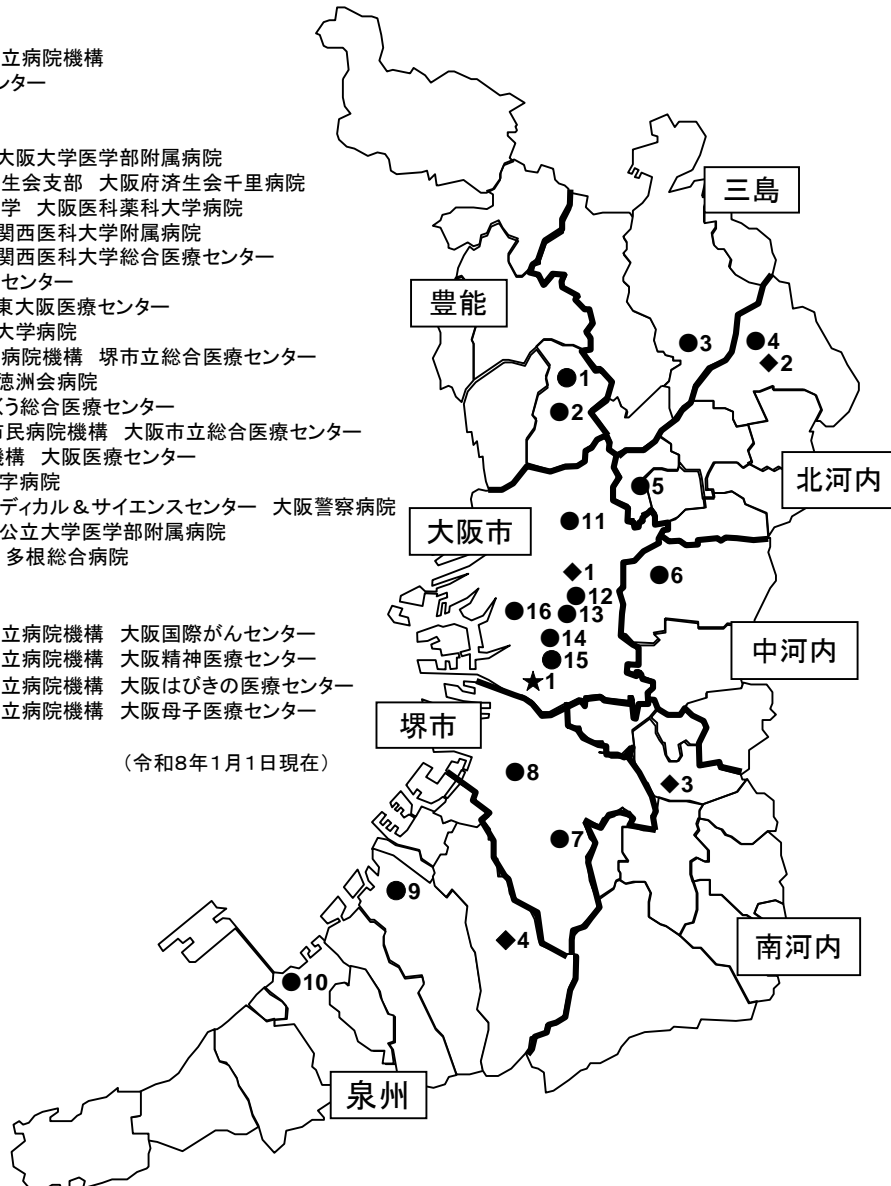 立病院機構
ンター
大阪大学医学部附属病院
生会支部 大阪府済生会千里病院
学 大阪医科薬科大学病院
関西医科大学附属病院
関西医科大学総合医療センター
センター
東大阪医療センター
大学病院
病院機構 堺市立総合医療センター
徳洲会病院
くう総合医療センター
市民病院機構 大阪市立総合医療センター
機構 大阪医療センター
字病院
ディカル&サイエンスセンター 大阪警察病院
公立大学医学部附属病院
多根総合病院
立病院機構 大阪国際がんセンター
立病院機構 大阪精神医療センター
立病院機構 大阪はびきの医療センター
立病院機構 大阪母子医療センター
(令和8年1月1日現在)
三島
豊能
●3
●4
◆2
●1
●2
北河内
●5
大阪市
●11
◆1
●6
●12
●16
●13
●14
中河内
●15
★1
堺市
●8
◆3
●7
●9
◆4
南河内
●10
泉州